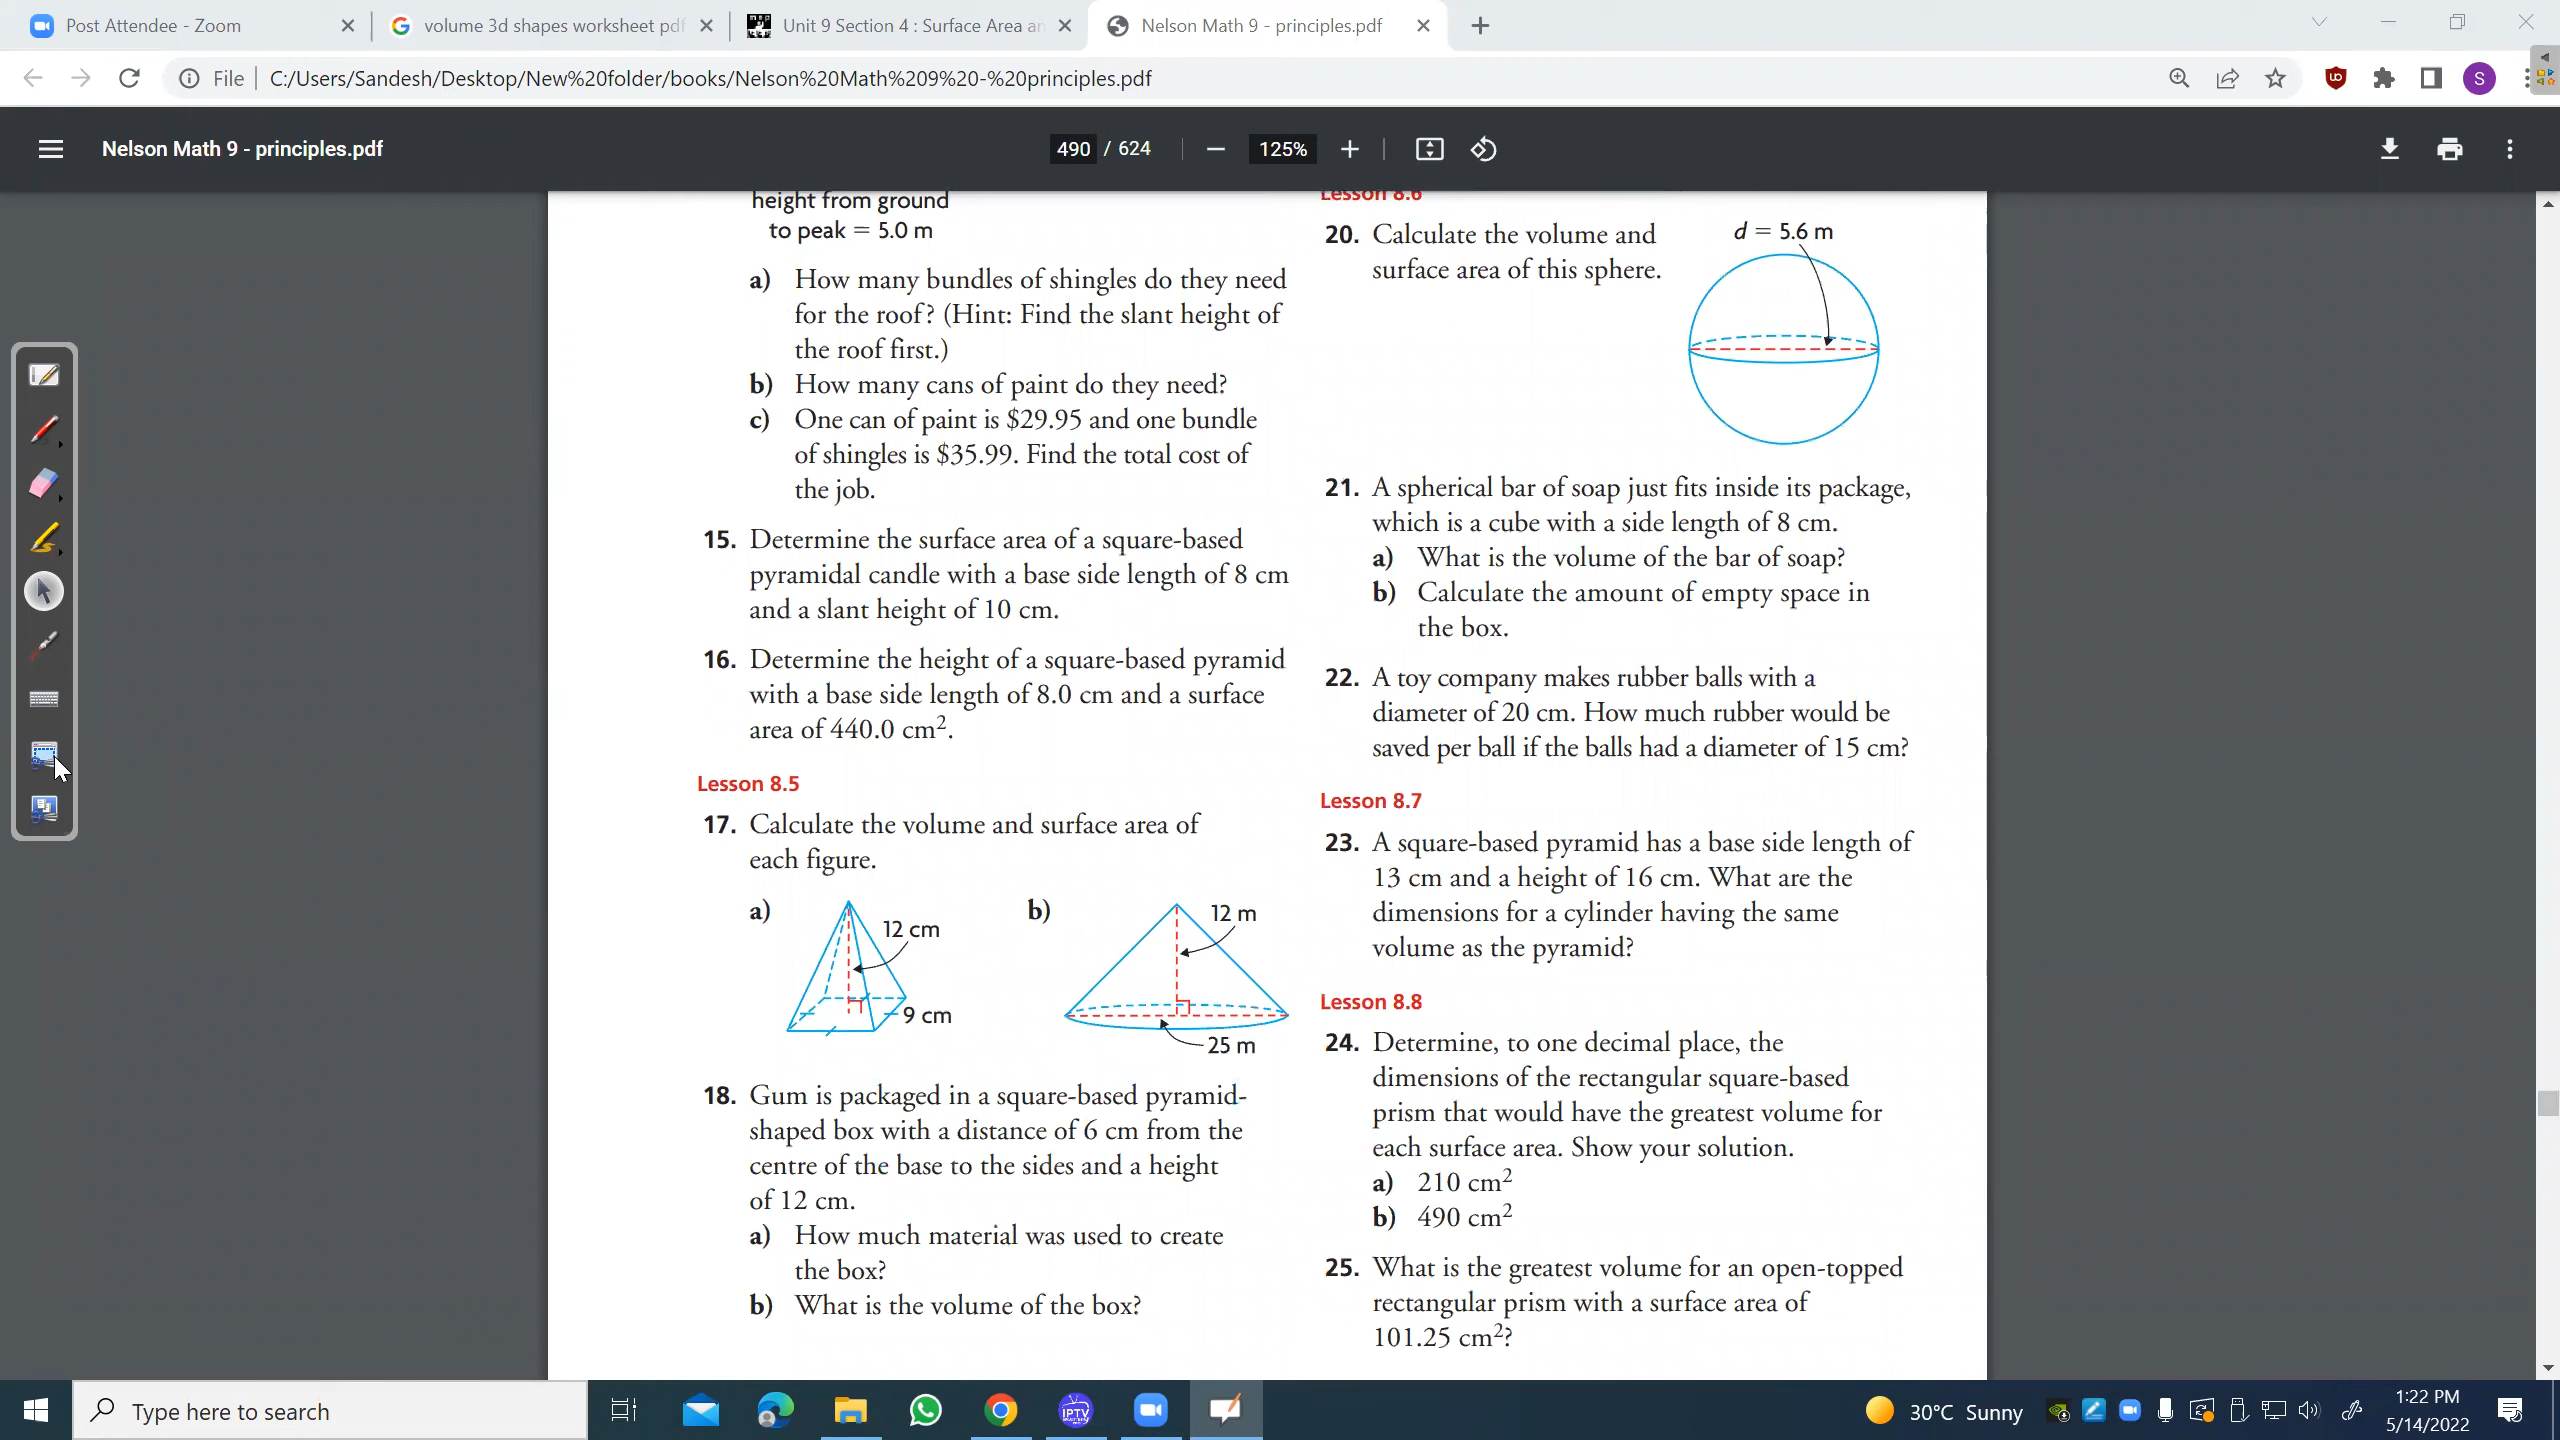 Post Attendee - Zoom
volume 3d shapes worksheet pdf
Unit 9 Section 4 : Surface Area an
Nelson Math 9 - principles.pdf
File
C:/Users/Sandesh/Desktop/New%20folder/books/Nelson%20Math%209%20-%20principles.pdf
S
Nelson Math 9 - principles.pdf
490 / 624
125%
height from ground
to peak = 5.0 m
a) How many bundles of shingles do they need
for the roof? (Hint: Find the slant height of
the roof first.)
b) How many cans of paint do they need?
c) One can of paint is $29.95 and one bundle
of shingles is $35.99. Find the total cost of
the job.
15. Determine the surface area of a square-based
pyramidal candle with a base side length of 8 cm
and a slant height of 10 cm.
16. Determine the height of a square-based pyramid
with a base side length of 8.0 cm and a surface
area of 440.0 cm².
Lesson 8.5
17. Calculate the volume and surface area of
each figure.
a)
12 cm
9 cm
b)
12 m
25 m
18. Gum is packaged in a square-based pyramid-
shaped box with a distance of 6 cm from the
centre of the base to the sides and a height
of 12 cm.
a) How much material was used to create
the box?
b) What is the volume of the box?
Lesson 8.6
20. Calculate the volume and
surface area of this sphere.
d = 5.6 m
21. A spherical bar of soap just fits inside its package,
which is a cube with a side length of 8 cm.
a) What is the volume of the bar of soap?
b) Calculate the amount of empty space in
the box.
22. A toy company makes rubber balls with a
diameter of 20 cm. How much rubber would be
saved per ball if the balls had a diameter of 15 cm?
Lesson 8.7
23. A square-based pyramid has a base side length of
13 cm and a height of 16 cm. What are the
dimensions for a cylinder having the same
volume as the pyramid?
Lesson 8.8
24. Determine, to one decimal place, the
dimensions of the rectangular square-based
prism that would have the greatest volume for
each surface area. Show your solution.
a) 210 cm²
b) 490 cm²
25. What is the greatest volume for an open-topped
rectangular prism with a surface area of
101.25 cm²?
Type here to search
IPTV
30°C Sunny
1:22 PM
5/14/2022